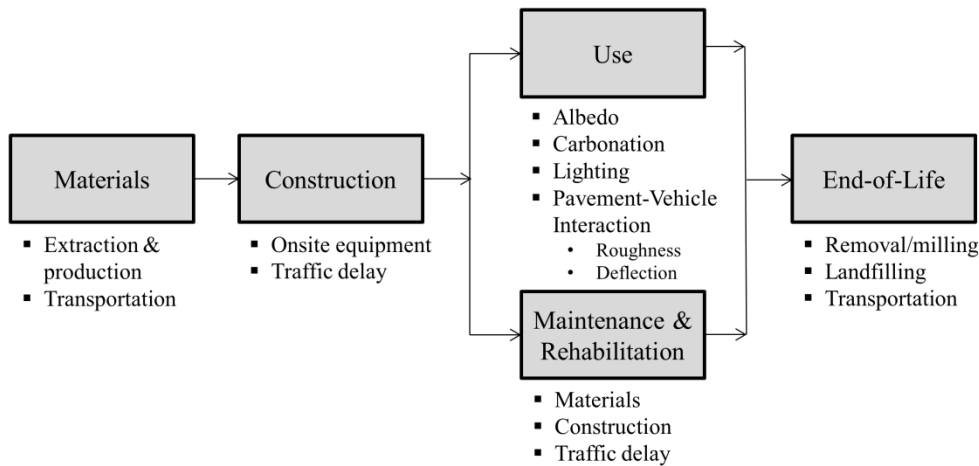 Materials
▪ Extraction &
production
▪ Transportation
Construction
▪ Onsite equipment
▪ Traffic delay
Use
▪ Albedo
▪ Carbonation
▪ Lighting
▪ Pavement-Vehicle
Interaction
• Roughness
• Deflection
Maintenance &
Rehabilitation
▪ Materials
▪ Construction
▪ Traffic delay
End-of-Life
▪ Removal/milling
▪ Landfilling
▪ Transportation